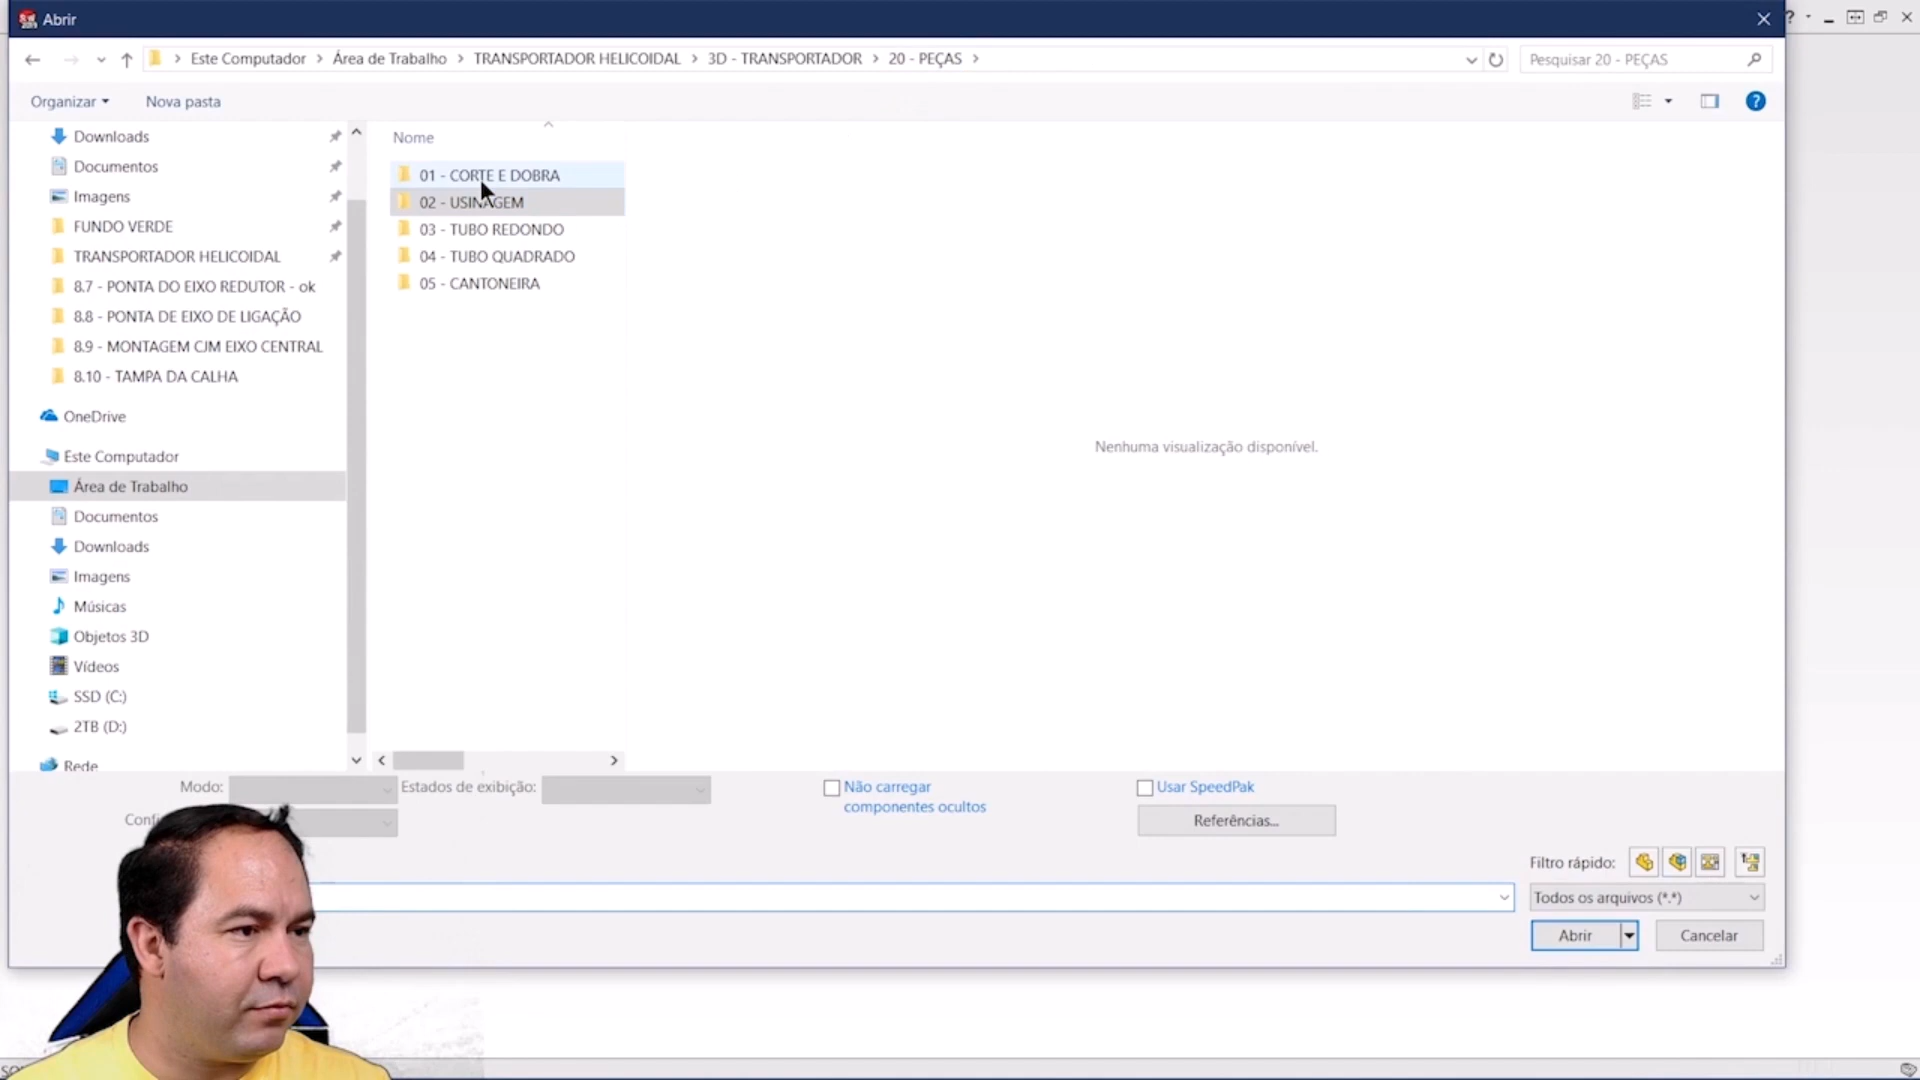 Abrir
Este Computador > Área de Trabalho > TRANSPORTADOR HELICOIDAL > 3D - TRANSPORTADOR > 20 - PEÇAS >
Pesquisar 20 - PEÇAS
Organizar
Nova pasta
Downloads
Documentos
Imagens
FUNDO VERDE
TRANSPORTADOR HELICOIDAL
8.7 - PONTA DO EIXO REDUTOR - ok
8.8 - PONTA DE EIXO DE LIGAÇÃO
8.9 - MONTAGEM CJM EIXO CENTRAL
8.10 - TAMPA DA CALHA
OneDrive
Este Computador
Área de Trabalho
Documentos
Downloads
Imagens
Músicas
Objetos 3D
Vídeos
SSD (C:)
2TB (D:)
Rede
Nome
01 - CORTE E DOBRA
02 - USINAGEM
03 - TUBO REDONDO
04 - TUBO QUADRADO
05 - CANTONEIRA
Nenhuma visualização disponível.
Modo:
Estados de exibição:
Não carregar
componentes ocultos
Usar SpeedPak
Referências...
Filtro rápido:
Todos os arquivos (*.*)
Abrir
Cancelar